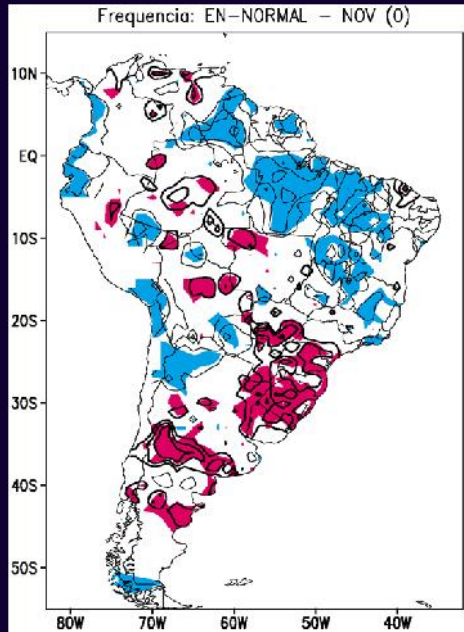 Frequencia: EN-NORMAL - NOV (0)
10N
EQ
10S
20S
30S
40S
50S
80W 70W 60W 50W 40W